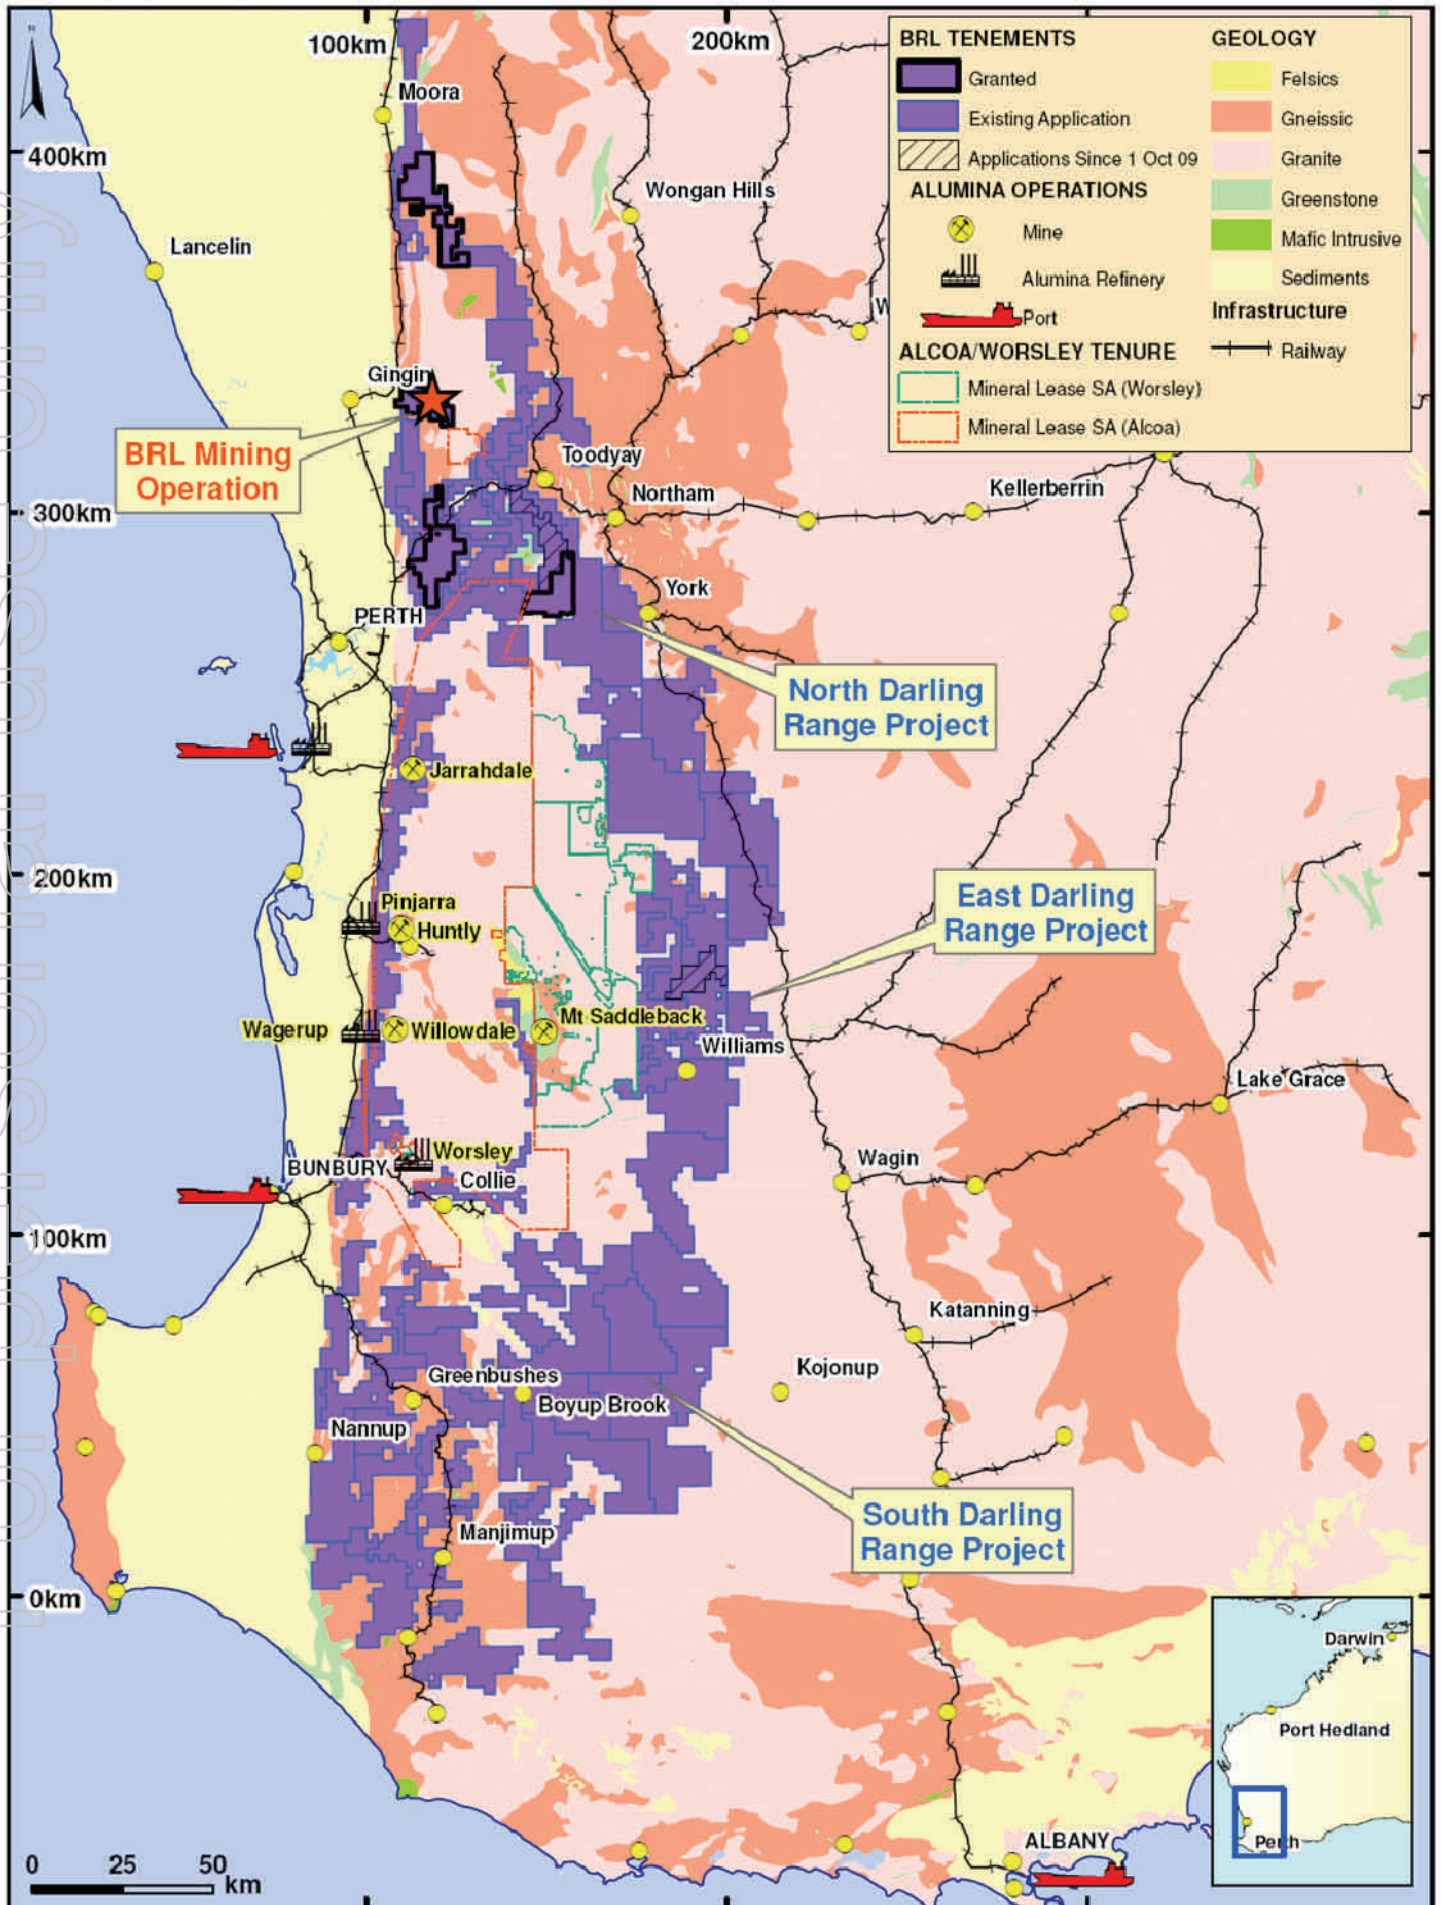 100km
200km
Moora
400km
Wongan Hills
Lancelin
Gingin
BRL Mining
Operation
Toodyay
Northam
Kellerberrin
300km
York
PERTH
North Darling
Range Project
Jarrahdale
200km
Pinjarra
Huntly
East Darling
Range Project
Wagerup
Willowdale
Mt Saddleback
Williams
Lake Grace
Worsley
BUNBURY
Collie
Wagin
100km
Katanning
Kojonup
Greenbushes
Boyup Brook
Nannup
South Darling
Range Project
Manjimup
0km
ALBANY
0 25 50
km
BRL TENEMENTS
Granted
Existing Application
Applications Since 1 Oct 09
ALUMINA OPERATIONS
Mine
Alumina Refinery
Port
ALCOA/WORSLEY TENURE
Mineral Lease SA (Worsley)
Mineral Lease SA (Alcoa)
GEOLOGY
Felsics
Gneissic
Granite
Greenstone
Mafic Intrusive
Sediments
Infrastructure
Railway
Darwin
Port Hedland
Perth
For personal use only